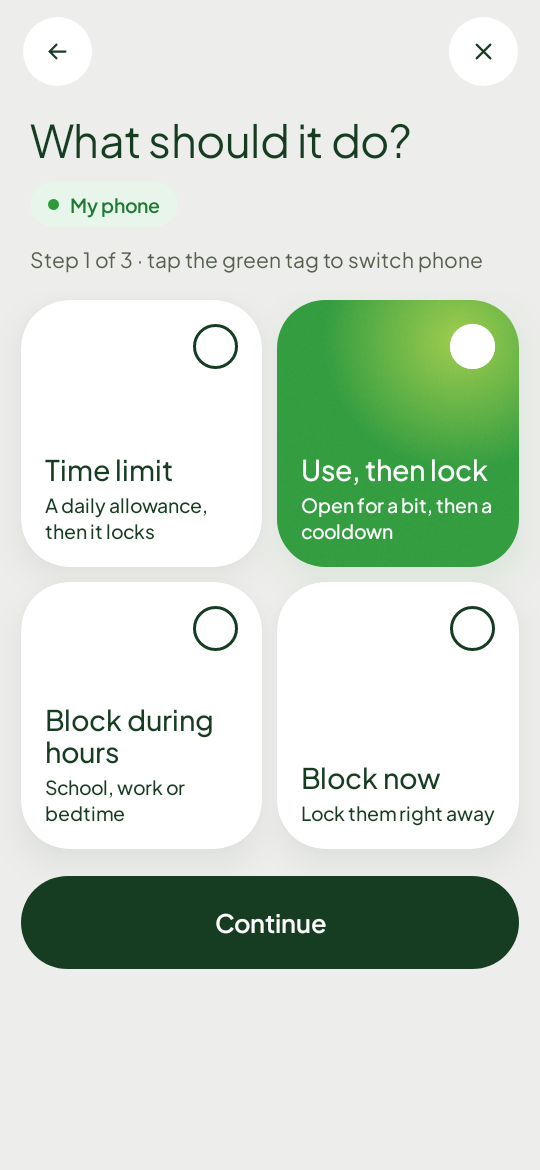 What should it do?
My phone
Step 1 of 3 · tap the green tag to switch phone
Time limit
A daily allowance,
then it locks
Use, then lock
Open for a bit, then a
cooldown
Block during
hours
School, work or
bedtime
Block now
Lock them right away
Continue